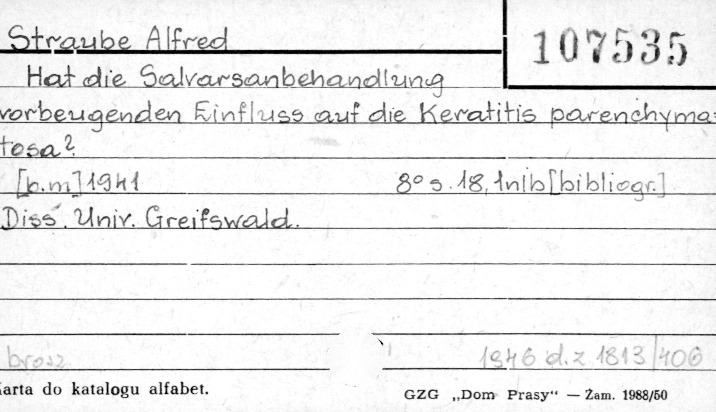 Straube Alfred
107535
Hat die Salvarsanbehandlung
vorbeugenden Einfluss auf die Keratitis parenchyma=
tosa?
[b.m] 1941 8° s. 18, 1nlb [bibliogr.]
Diss. Univ. Greifswald.
brosz. 1946 d.z 1813/406
Karta do katalogu alfabet. GZG „Dom Prasy” — Żam. 1988/50